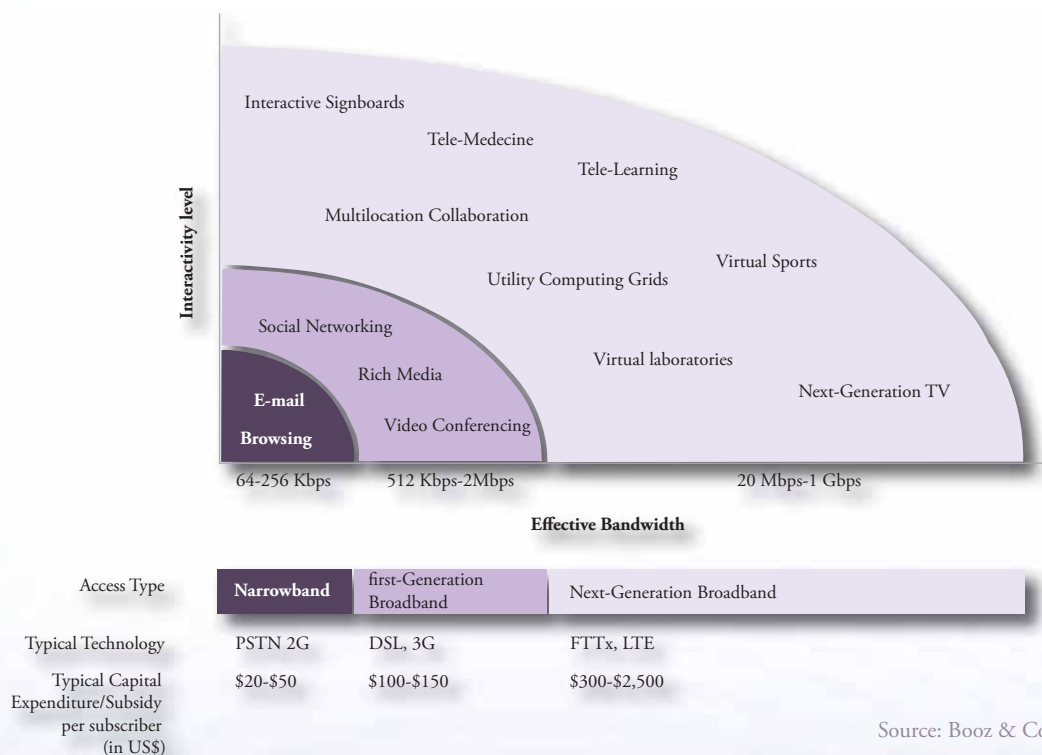 Interactive Signboards
Tele-Medecine
Tele-Learning
Multilocation Collaboration
Virtual Sports
Utility Computing Grids
Interactivity level
Social Networking
Virtual laboratories
Rich Media
Next-Generation TV
E-mail
Browsing
Video Conferencing
64-256 Kbps
512 Kbps-2Mbps
20 Mbps-1 Gbps
Effective Bandwidth
Access Type
Narrowband
first-Generation
Broadband
Next-Generation Broadband
Typical Technology
PSTN 2G
DSL, 3G
FTTx, LTE
Typical Capital
Expenditure/Subsidy
per subscriber
(in US$)
$20-$50
$100-$150
$300-$2,500
Source: Booz & Co